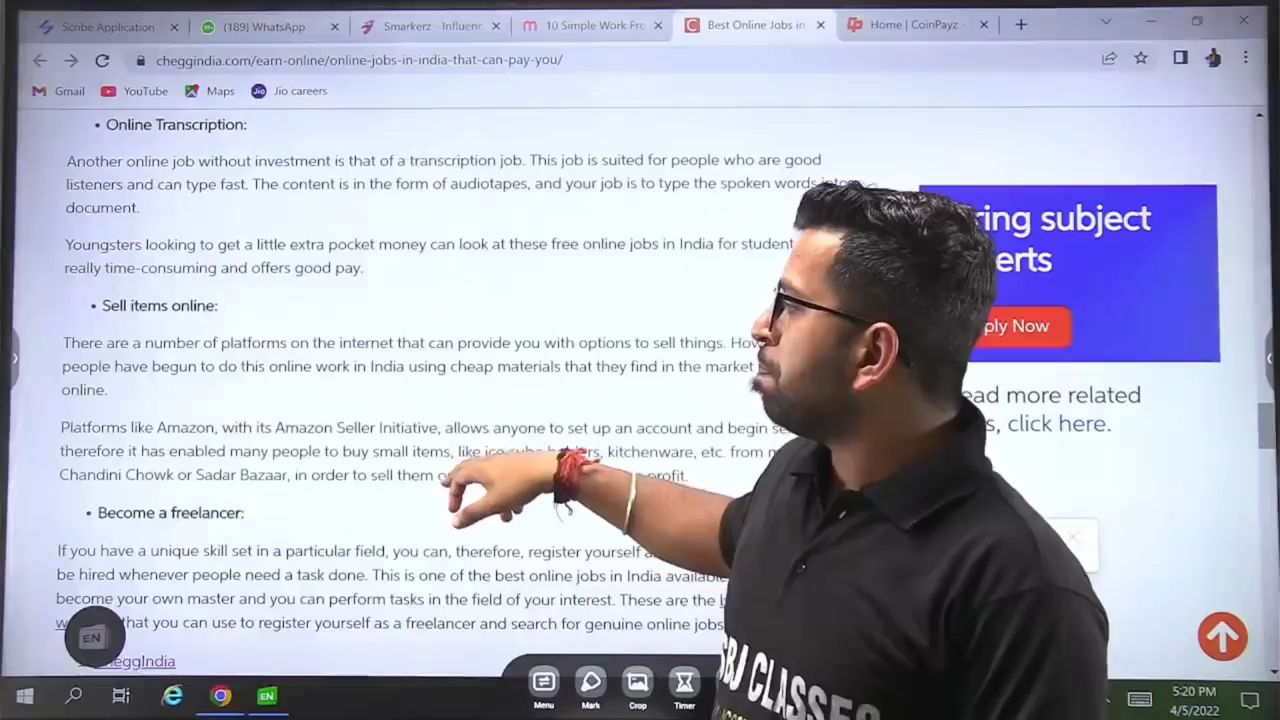 Scribe Application
(189) WhatsApp
Smarkerz - Influenc
10 Simple Work Fro
Best Online Jobs in
Home | CoinPayz -
cheggindia.com/earn-online/online-jobs-in-india-that-can-pay-you/
Gmail
YouTube
Maps
Jio
Jio careers
• Online Transcription:
Another online job without investment is that of a transcription job. This job is suited for people who are good
listeners and can type fast. The content is in the form of audiotapes, and your job is to type the spoken words into
document.
Youngsters looking to get a little extra pocket money can look at these free online jobs in India for student
really time-consuming and offers good pay.
• Sell items online:
There are a number of platforms on the internet that can provide you with options to sell things. How
people have begun to do this online work in India using cheap materials that they find in the market
online.
Platforms like Amazon, with its Amazon Seller Initiative, allows anyone to set up an account and begin se
therefore it has enabled many people to buy small items, like ice cube kitchenware, etc. from
Chandini Chowk or Sadar Bazaar, in order to sell them profit.
• Become a freelancer:
If you have a unique skill set in a particular field, you can, therefore, register yourself
be hired whenever people need a task done. This is one of the best online jobs in India available
become your own master and you can perform tasks in the field of your interest. These are the
that you can use to register yourself as a freelancer and search for genuine online jobs
eggIndia
ring subject
erts
ply Now
ead more related
s, click here.
EN
Menu
Mark
Crop
Timer
EN
5:20 PM
4/5/2022
SBJ CLASSES